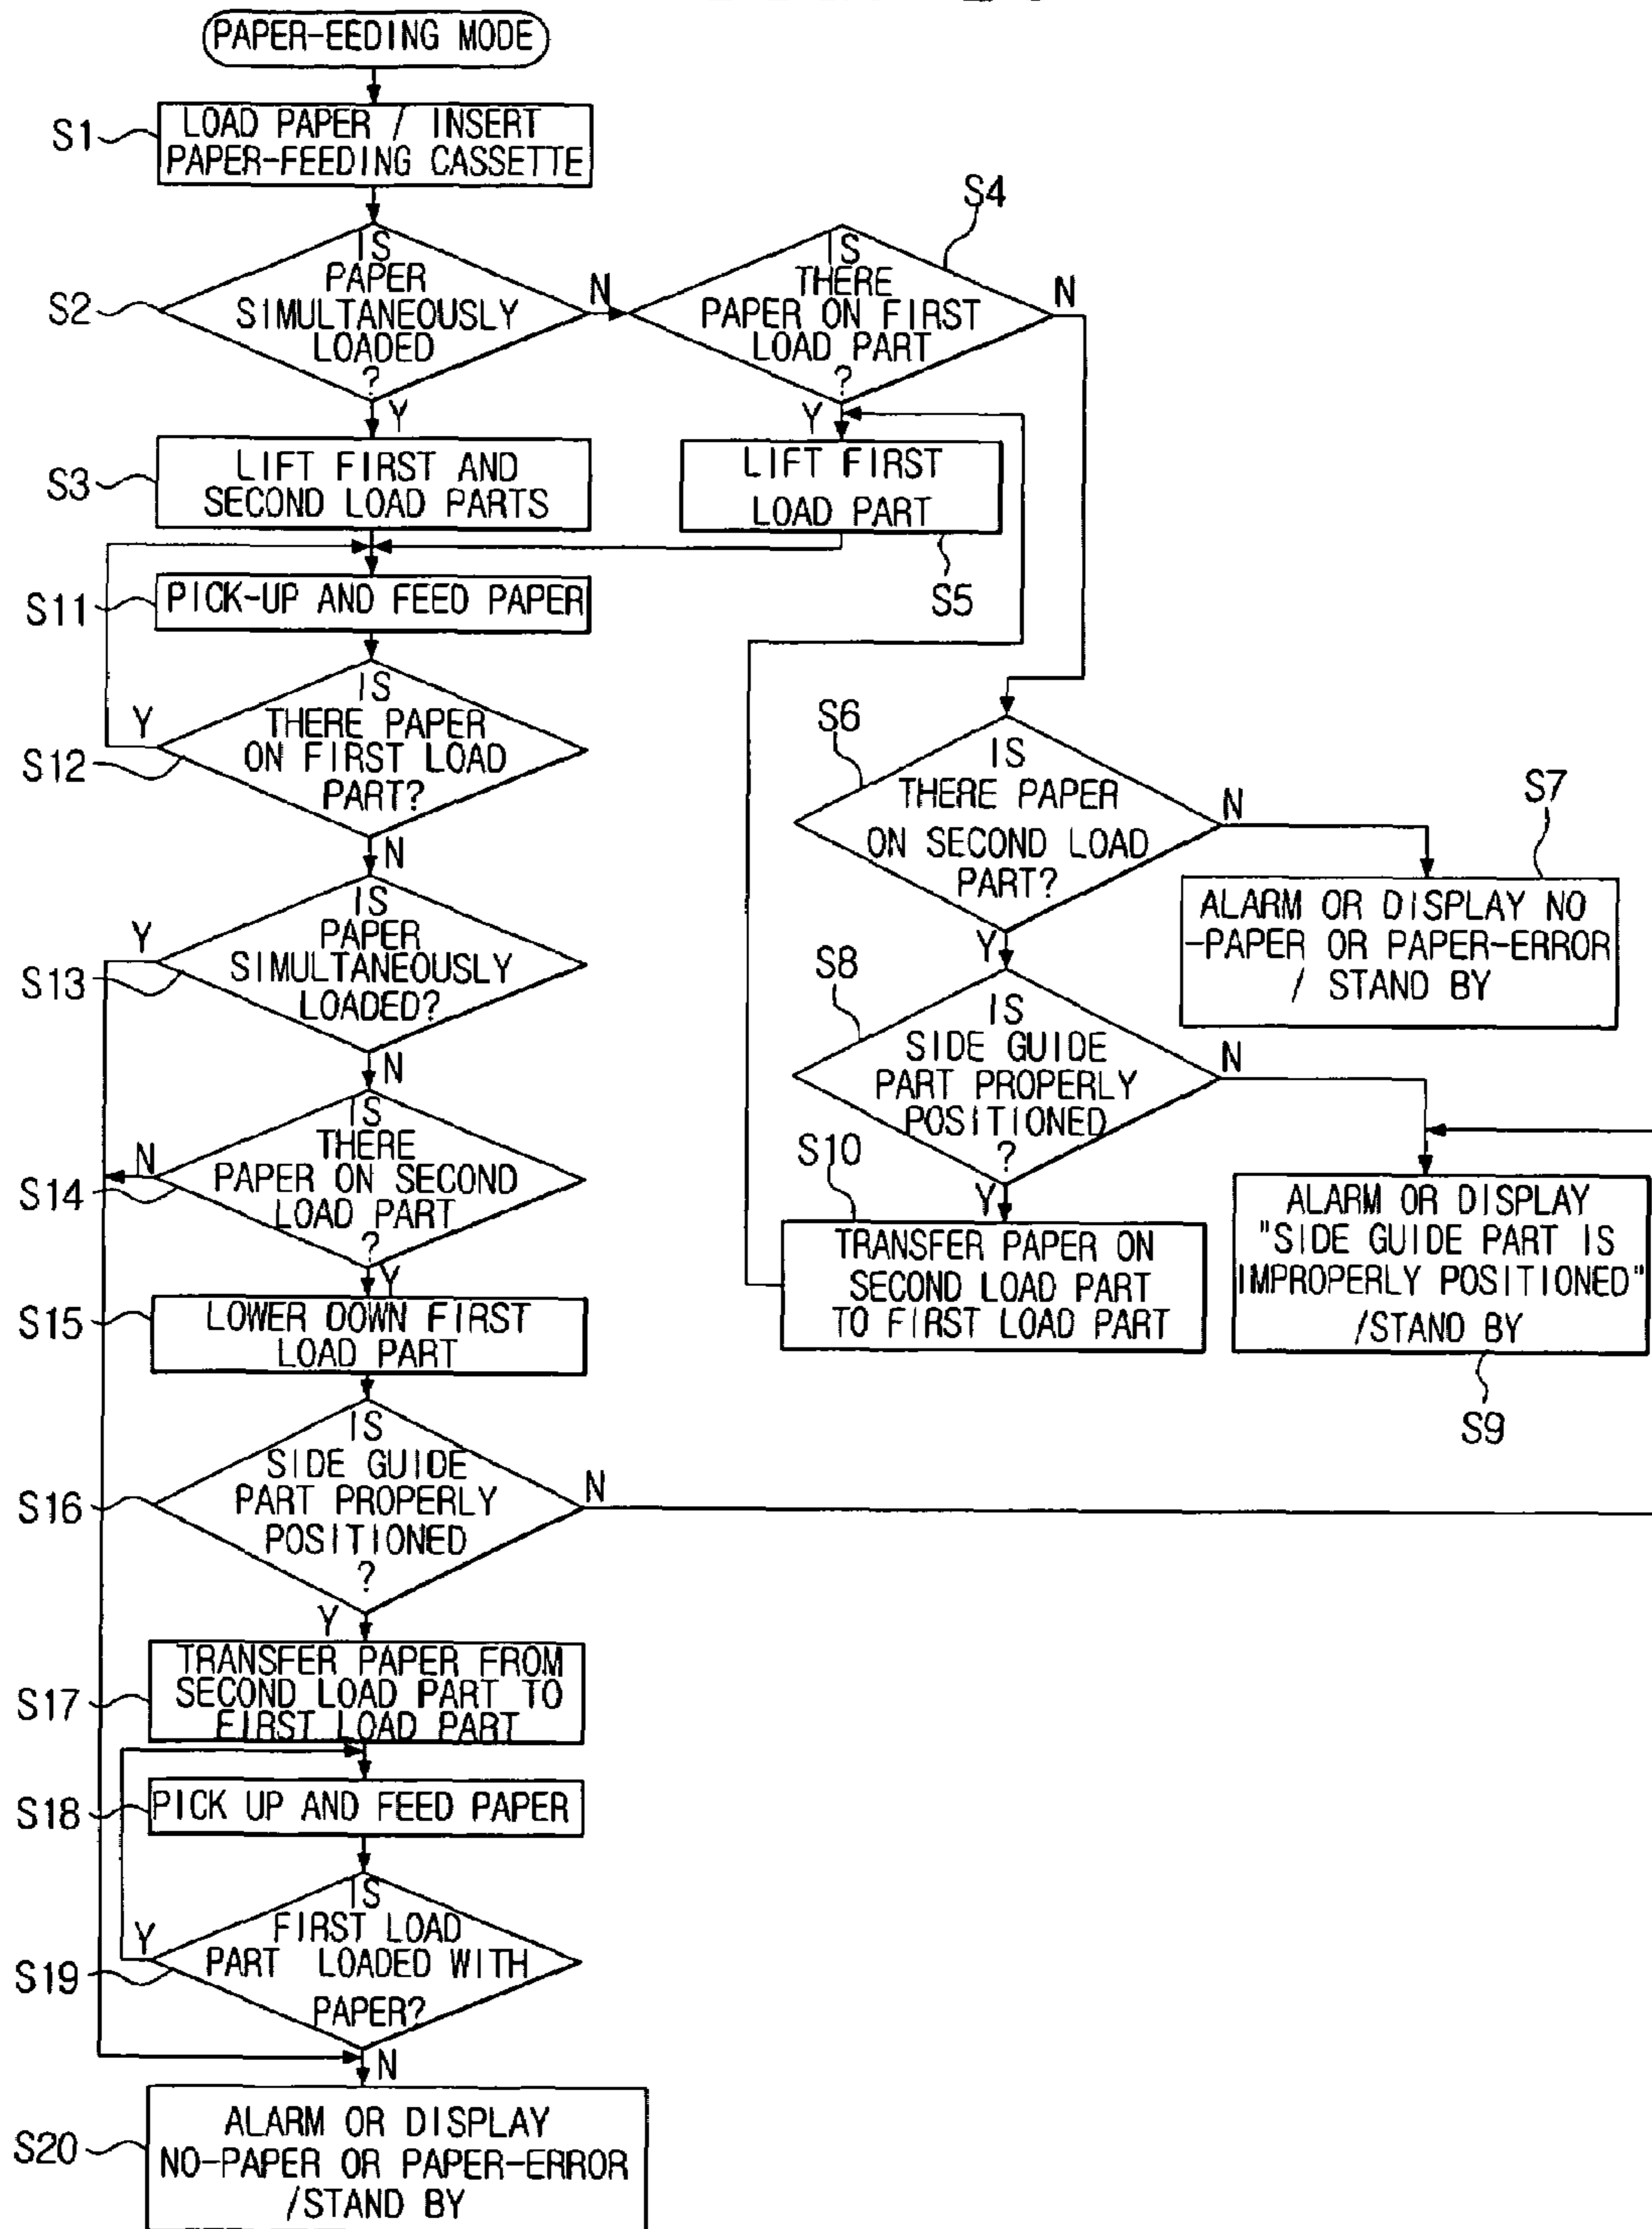 PAPER-EEDING MODE
S1
LOAD PAPER / INSERT
PAPER-FEEDING CASSETTE
S2
IS
PAPER
SIMULTANEOUSLY
LOADED
?
N
Y
S4
IS
THERE
PAPER ON FIRST
LOAD PART
?
N
Y
S3
LIFT FIRST AND
SECOND LOAD PARTS
LIFT FIRST
LOAD PART
S5
S11
PICK-UP AND FEED PAPER
S12
IS
THERE PAPER
ON FIRST LOAD
PART?
Y
N
S6
IS
THERE PAPER
ON SECOND LOAD
PART?
N
Y
S7
ALARM OR DISPLAY NO
-PAPER OR PAPER-ERROR
/ STAND BY
S13
IS
PAPER
SIMULTANEOUSLY
LOADED?
Y
N
S8
IS
SIDE GUIDE
PART PROPERLY
POSITIONED
?
N
Y
S14
IS
THERE
PAPER ON SECOND
LOAD PART
?
N
Y
S10
TRANSFER PAPER ON
SECOND LOAD PART
TO FIRST LOAD PART
ALARM OR DISPLAY
"SIDE GUIDE PART IS
IMPROPERLY POSITIONED"
/STAND BY
S9
S15
LOWER DOWN FIRST
LOAD PART
S16
IS
SIDE GUIDE
PART PROPERLY
POSITIONED
?
N
Y
S17
TRANSFER PAPER FROM
SECOND LOAD PART TO
FIRST LOAD PART
S18
PICK UP AND FEED PAPER
S19
IS
FIRST LOAD
PART LOADED WITH
PAPER?
Y
N
S20
ALARM OR DISPLAY
NO-PAPER OR PAPER-ERROR
/STAND BY